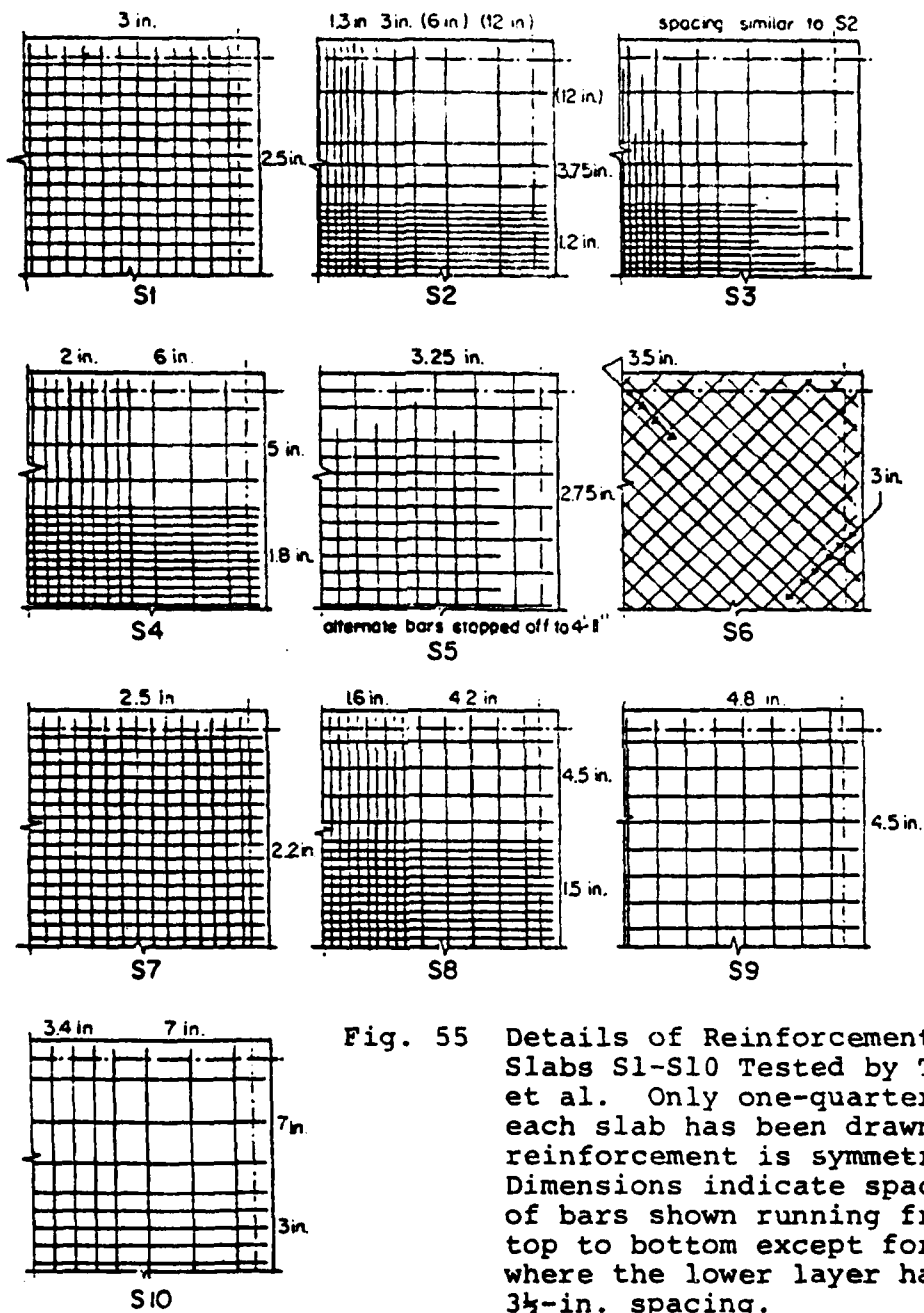 3 in.
1.3 in 3 in. (6 in) (12 in)
spacing similar to S2
(12 in)
2.5 in.
3.75 in.
1.2 in.
S1
S2
S3
2 in. 6 in.
3.25 in.
3.5 in.
5 in.
3 in.
2.75 in.
1.8 in.
S4
alternate bars stopped off to 4'-11"
S5
S6
2.5 in
1.6 in. 4.2 in.
4.8 in.
4.5 in.
4.5 in.
2.2 in
1.5 in.
S7
S8
S9
3.4 in 7 in.
7 in.
3 in.
S10
Fig. 55 Details of Reinforcement
Slabs S1-S10 Tested by T
et al. Only one-quarter
each slab has been drawn
reinforcement is symmetr
Dimensions indicate spac
of bars shown running fr
top to bottom except for
where the lower layer ha
3½-in. spacing.